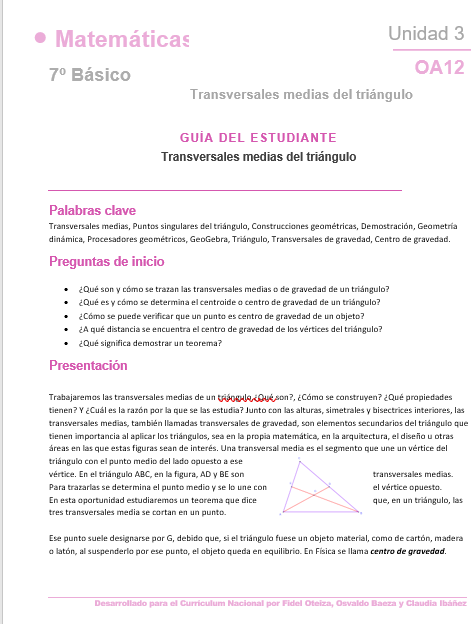 • Matemáticas
Unidad 3
7º Básico
OA12
Transversales medias del triángulo
GUÍA DEL ESTUDIANTE
Transversales medias del triángulo
Palabras clave
Transversales medias, Puntos singulares del triángulo, Construcciones geométricas, Demostración, Geometría
dinámica, Procesadores geométricos, GeoGebra, Triángulo, Transversales de gravedad, Centro de gravedad.
Preguntas de inicio
• ¿Qué son y cómo se trazan las transversales medias o de gravedad de un triángulo?
• ¿Qué es y cómo se determina el centroide o centro de gravedad de un triángulo?
• ¿Cómo se puede verificar que un punto es centro de gravedad de un objeto?
• ¿A qué distancia se encuentra el centro de gravedad de los vértices del triángulo?
• ¿Qué significa demostrar un teorema?
Presentación
Trabajaremos las transversales medias de un triángulo ¿Qué son?, ¿Cómo se construyen? ¿Qué propiedades
tienen? Y ¿Cuál es la razón por la que se las estudia? Junto con las alturas, simetrales y bisectrices interiores, las
transversales medias, también llamadas transversales de gravedad, son elementos secundarios del triángulo que
tienen importancia al aplicar los triángulos, sea en la propia matemática, en la arquitectura, el diseño u otras
áreas en las que estas figuras sean de interés. Una transversal media es el segmento que une un vértice del
triángulo con el punto medio del lado opuesto a ese
vértice. En el triángulo ABC, en la figura, AD y BE son transversales medias.
Para trazarlas se determina el punto medio y se lo une con el vértice opuesto.
En esta oportunidad estudiaremos un teorema que dice que, en un triángulo, las
tres transversales media se cortan en un punto.
Ese punto suele designarse por G, debido que, si el triángulo fuese un objeto material, como de cartón, madera
o latón, al suspenderlo por ese punto, el objeto queda en equilibrio. En Física se llama centro de gravedad.
Desarrollado para el Currículum Nacional por Fidel Oteiza, Osvaldo Baeza y Claudia Ibachetor